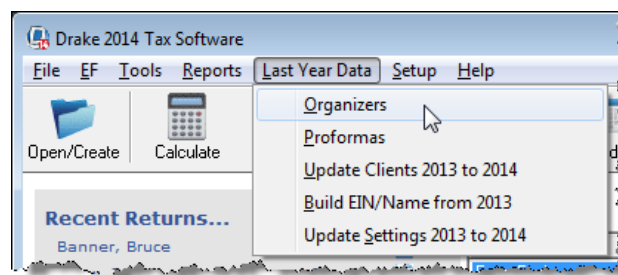 Drake 2014 Tax Software
File EF Tools Reports Last Year Data Setup Help
Organizers
Proformas
Update Clients 2013 to 2014
Build EIN/Name from 2013
Update Settings 2013 to 2014
Open/Create Calculate
Recent Returns...
Banner, Bruce